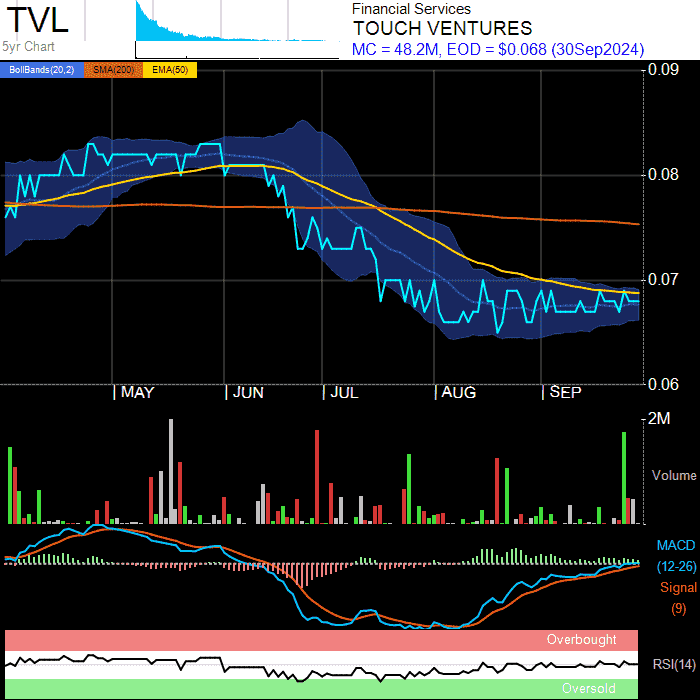 TVL
5yr Chart
Financial Services
TOUCH VENTURES
MC = 48.2M, EOD = $0.068 (30Sep2024)
BollBands(20,2) SMA(200) EMA(50)
0.09
0.08
0.07
0.06
MAY JUN JUL AUG SEP
2M
Volume
MACD
(12-26)
Signal
(9)
Overbought
RSI(14)
Oversold